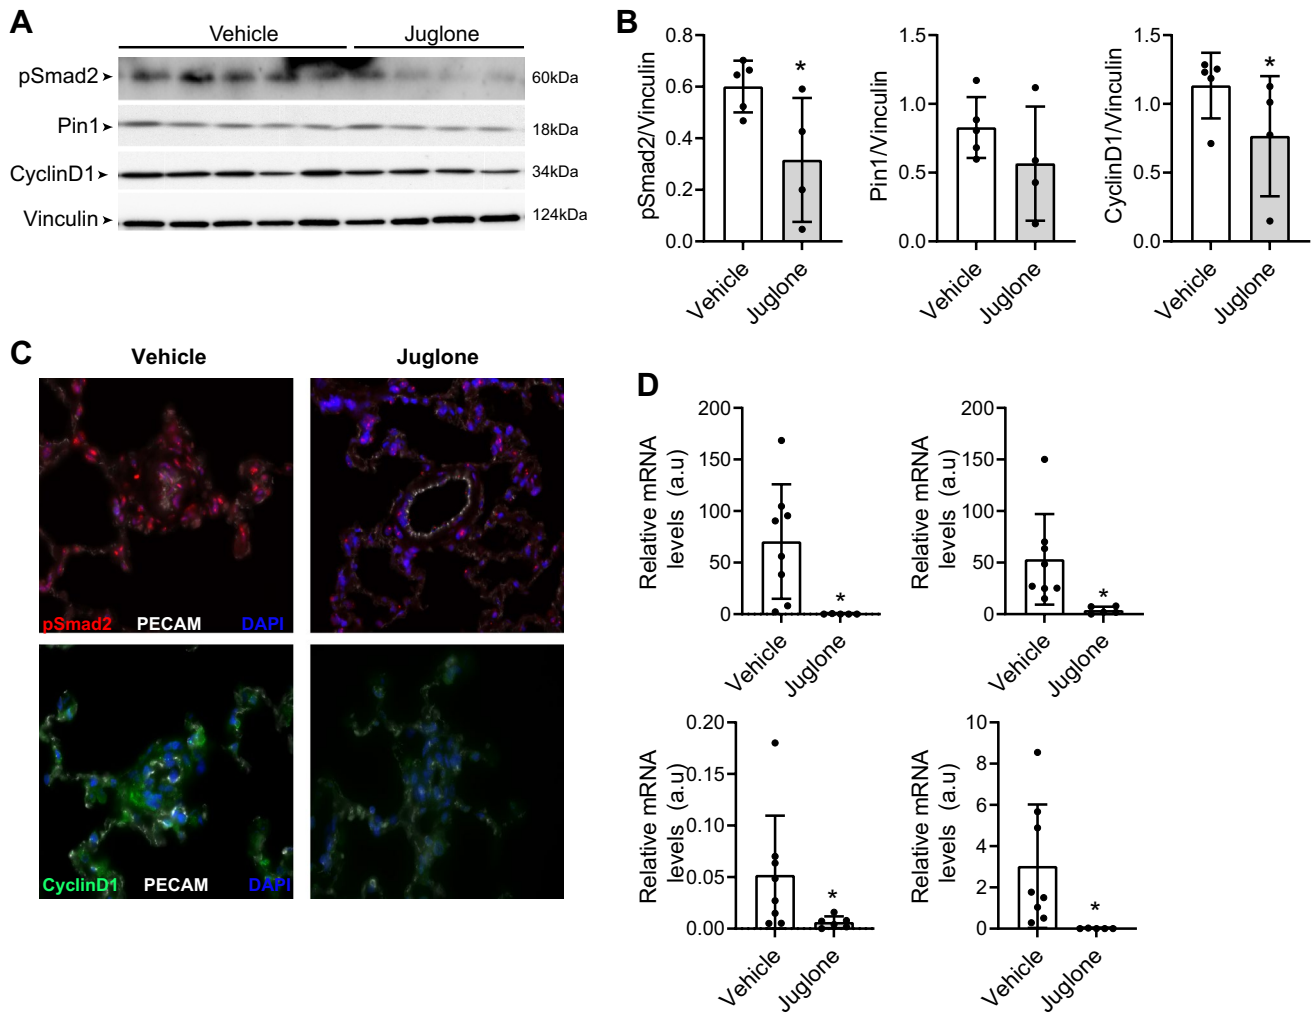 A
Vehicle
Juglone
pSmad2
60kDa
Pin1
18kDa
CyclinD1
34kDa
Vinculin
124kDa
B
pSmad2/Vinculin
0.8
0.6
0.4
0.2
0.0
*
Vehicle
Juglone
Pin1/Vinculin
1.5
1.0
0.5
0.0
Vehicle
Juglone
CyclinD1/Vinculin
1.5
1.0
0.5
0.0
*
Vehicle
Juglone
C
Vehicle
Juglone
pSmad2 PECAM DAPI
CyclinD1 PECAM DAPI
D
Relative mRNA
levels (a.u)
200
150
100
50
0
*
Vehicle
Juglone
Relative mRNA
levels (a.u)
200
150
100
50
0
*
Vehicle
Juglone
Relative mRNA
levels (a.u)
0.20
0.15
0.10
0.05
0.00
*
Vehicle
Juglone
Relative mRNA
levels (a.u)
10
8
6
4
2
0
*
Vehicle
Juglone